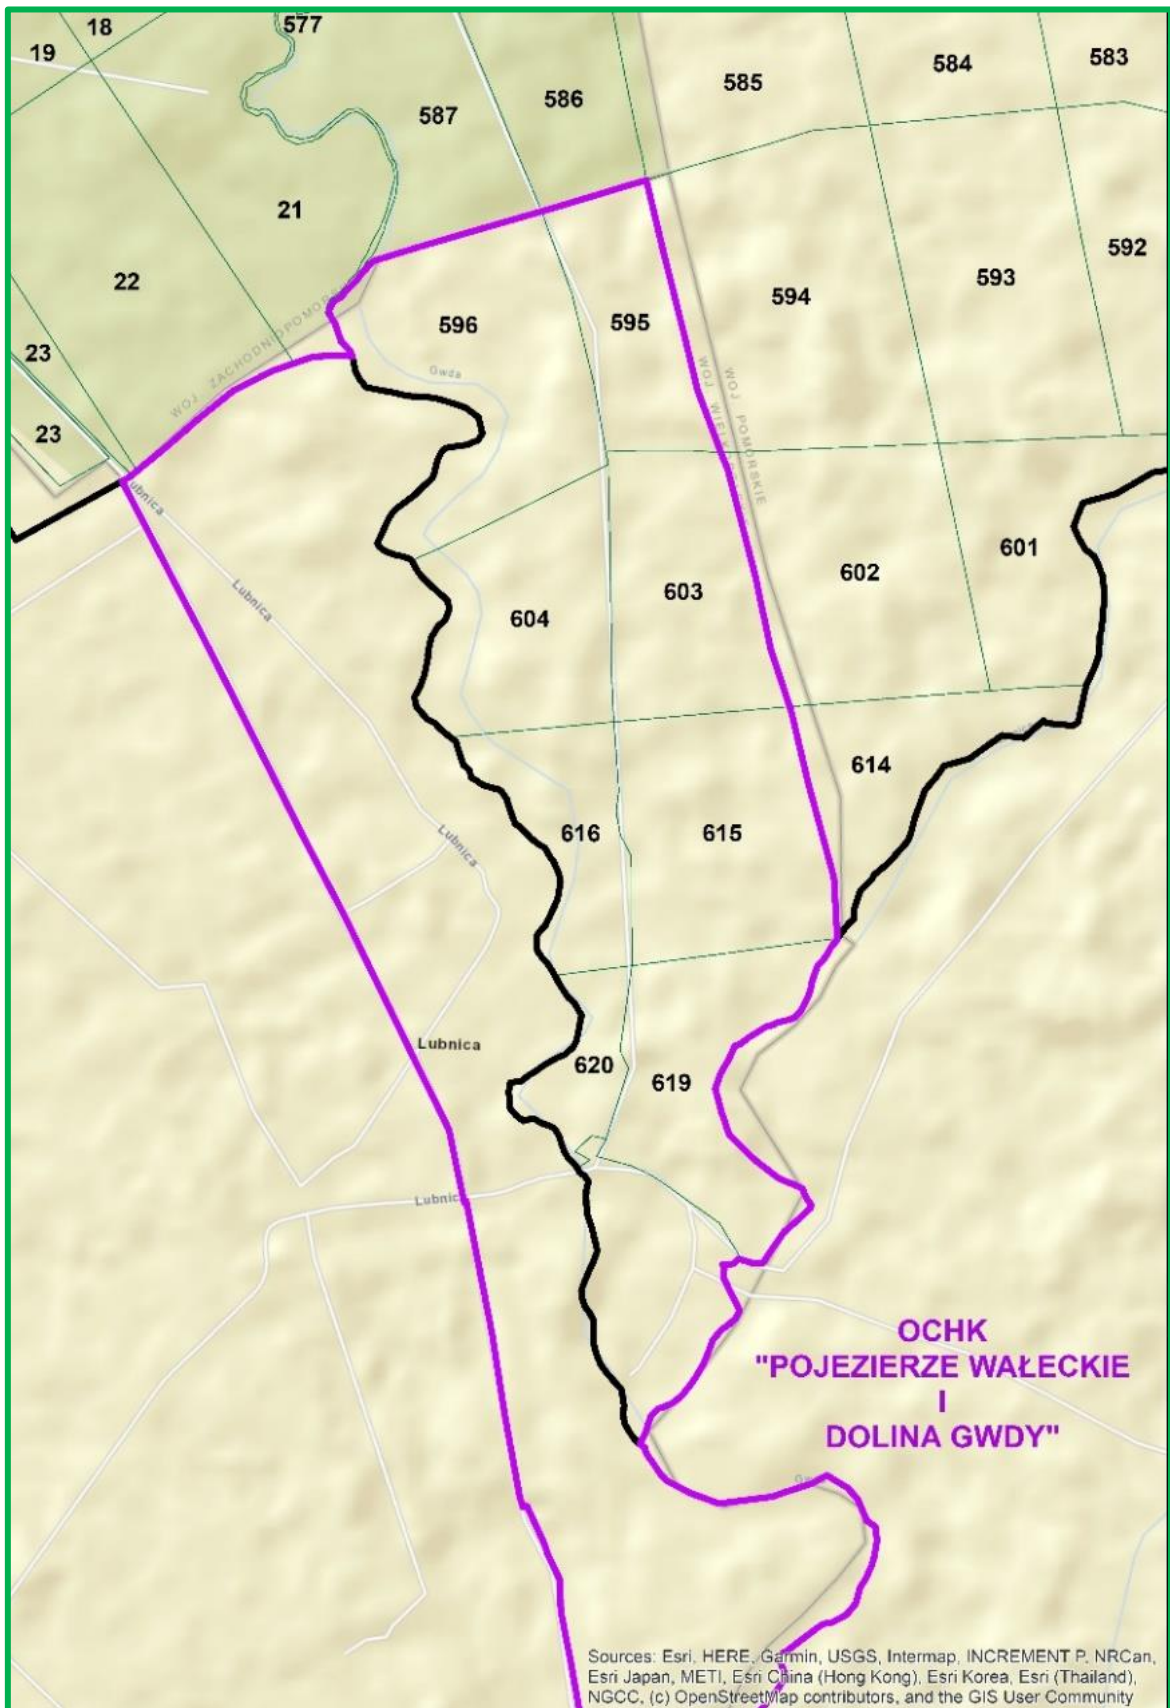 18
577
19
583
584
585
586
587
21
592
593
22
594
595
596
23
Gwda
WOJ. ZACHODNIOPOMORSKIE
WOJ. POMORSKIE
23
Lubnica
601
602
603
Lubnica
604
614
616
615
Lubnica
Lubnica
620
619
Lubnica
OCHK
"POJEZIERZE WAŁECKIE
I
DOLINA GWDY"
Sources: Esri, HERE, Garmin, USGS, Intermap, INCREMENT P, NRCan,
Esri Japan, METI, Esri China (Hong Kong), Esri Korea, Esri (Thailand),
NGCC, (c) OpenStreetMap contributors, and the GIS User Community